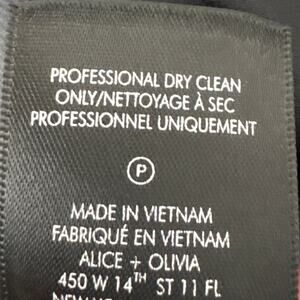 PROFESSIONAL DRY CLEAN
ONLY/NETTOYAGE À SEC
PROFESSIONNEL UNIQUEMENT
P
MADE IN VIETNAM
FABRIQUÉ EN VIETNAM
ALICE + OLIVIA
450 W 14TH ST 11 FL
NEW